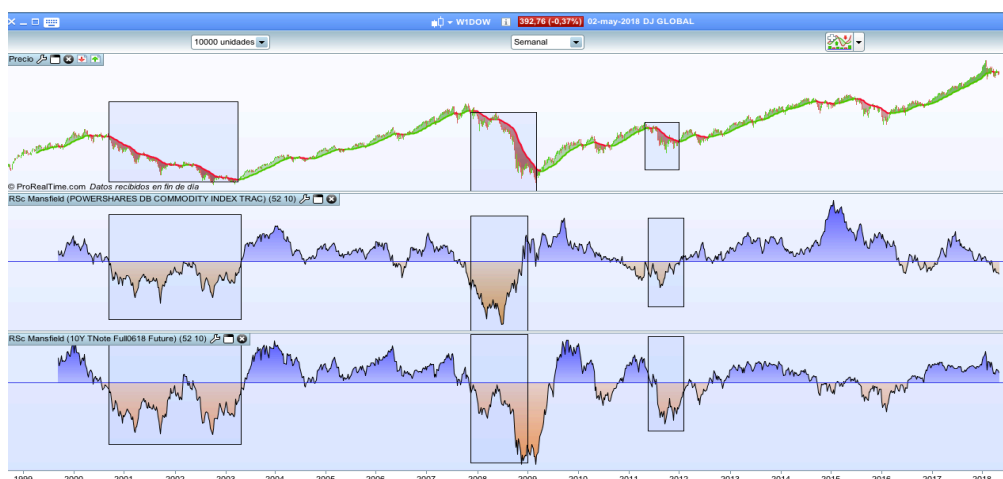 W1DOW 392,76 (-0,37%) 02-may-2018 DJ GLOBAL
10000 unidades Semanal
Precio
© ProRealTime.com Datos recibidos en fin de día
RSc Mansfield (POWERSHARES DB COMMODITY INDEX TRAC) (52 10)
RSc Mansfield (10Y TNote Full0618 Future) (52 10)
1999 2000 2001 2002 2003 2004 2005 2006 2007 2008 2009 2010 2011 2012 2013 2014 2015 2016 2017 2018